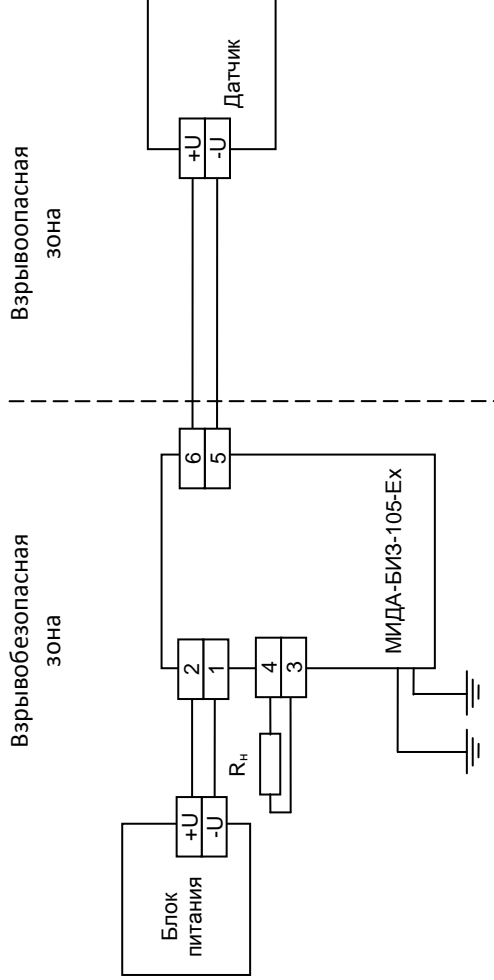 Взрывобезопасная
зона
Взрывоопасная
зона
Блок
питания
+U
-U
2
1
4
3
Rн
6
5
МИДА-БИЗ-105-Ex
+U
-U
Датчик